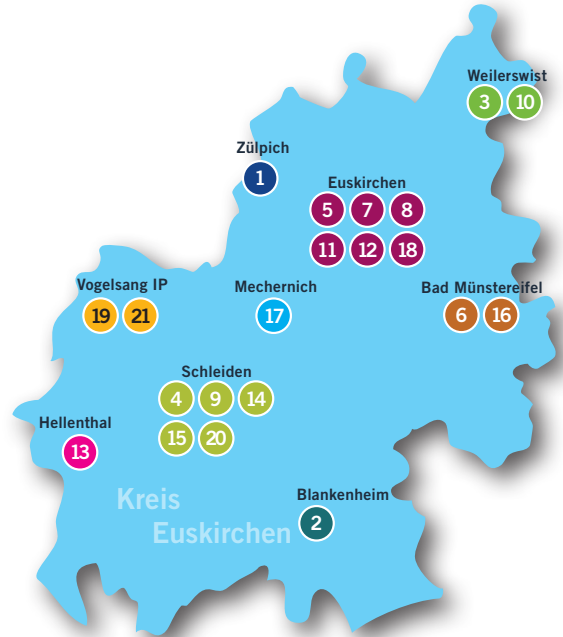 Weilerswist
3 10
Zülpich
1
Euskirchen
5 7 8
11 12 18
Vogelsang IP
19 21
Mechernich
17
Bad Münstereifel
6 16
Schleiden
4 9 14
15 20
Hellenthal
13
Blankenheim
2
Kreis
Euskirchen